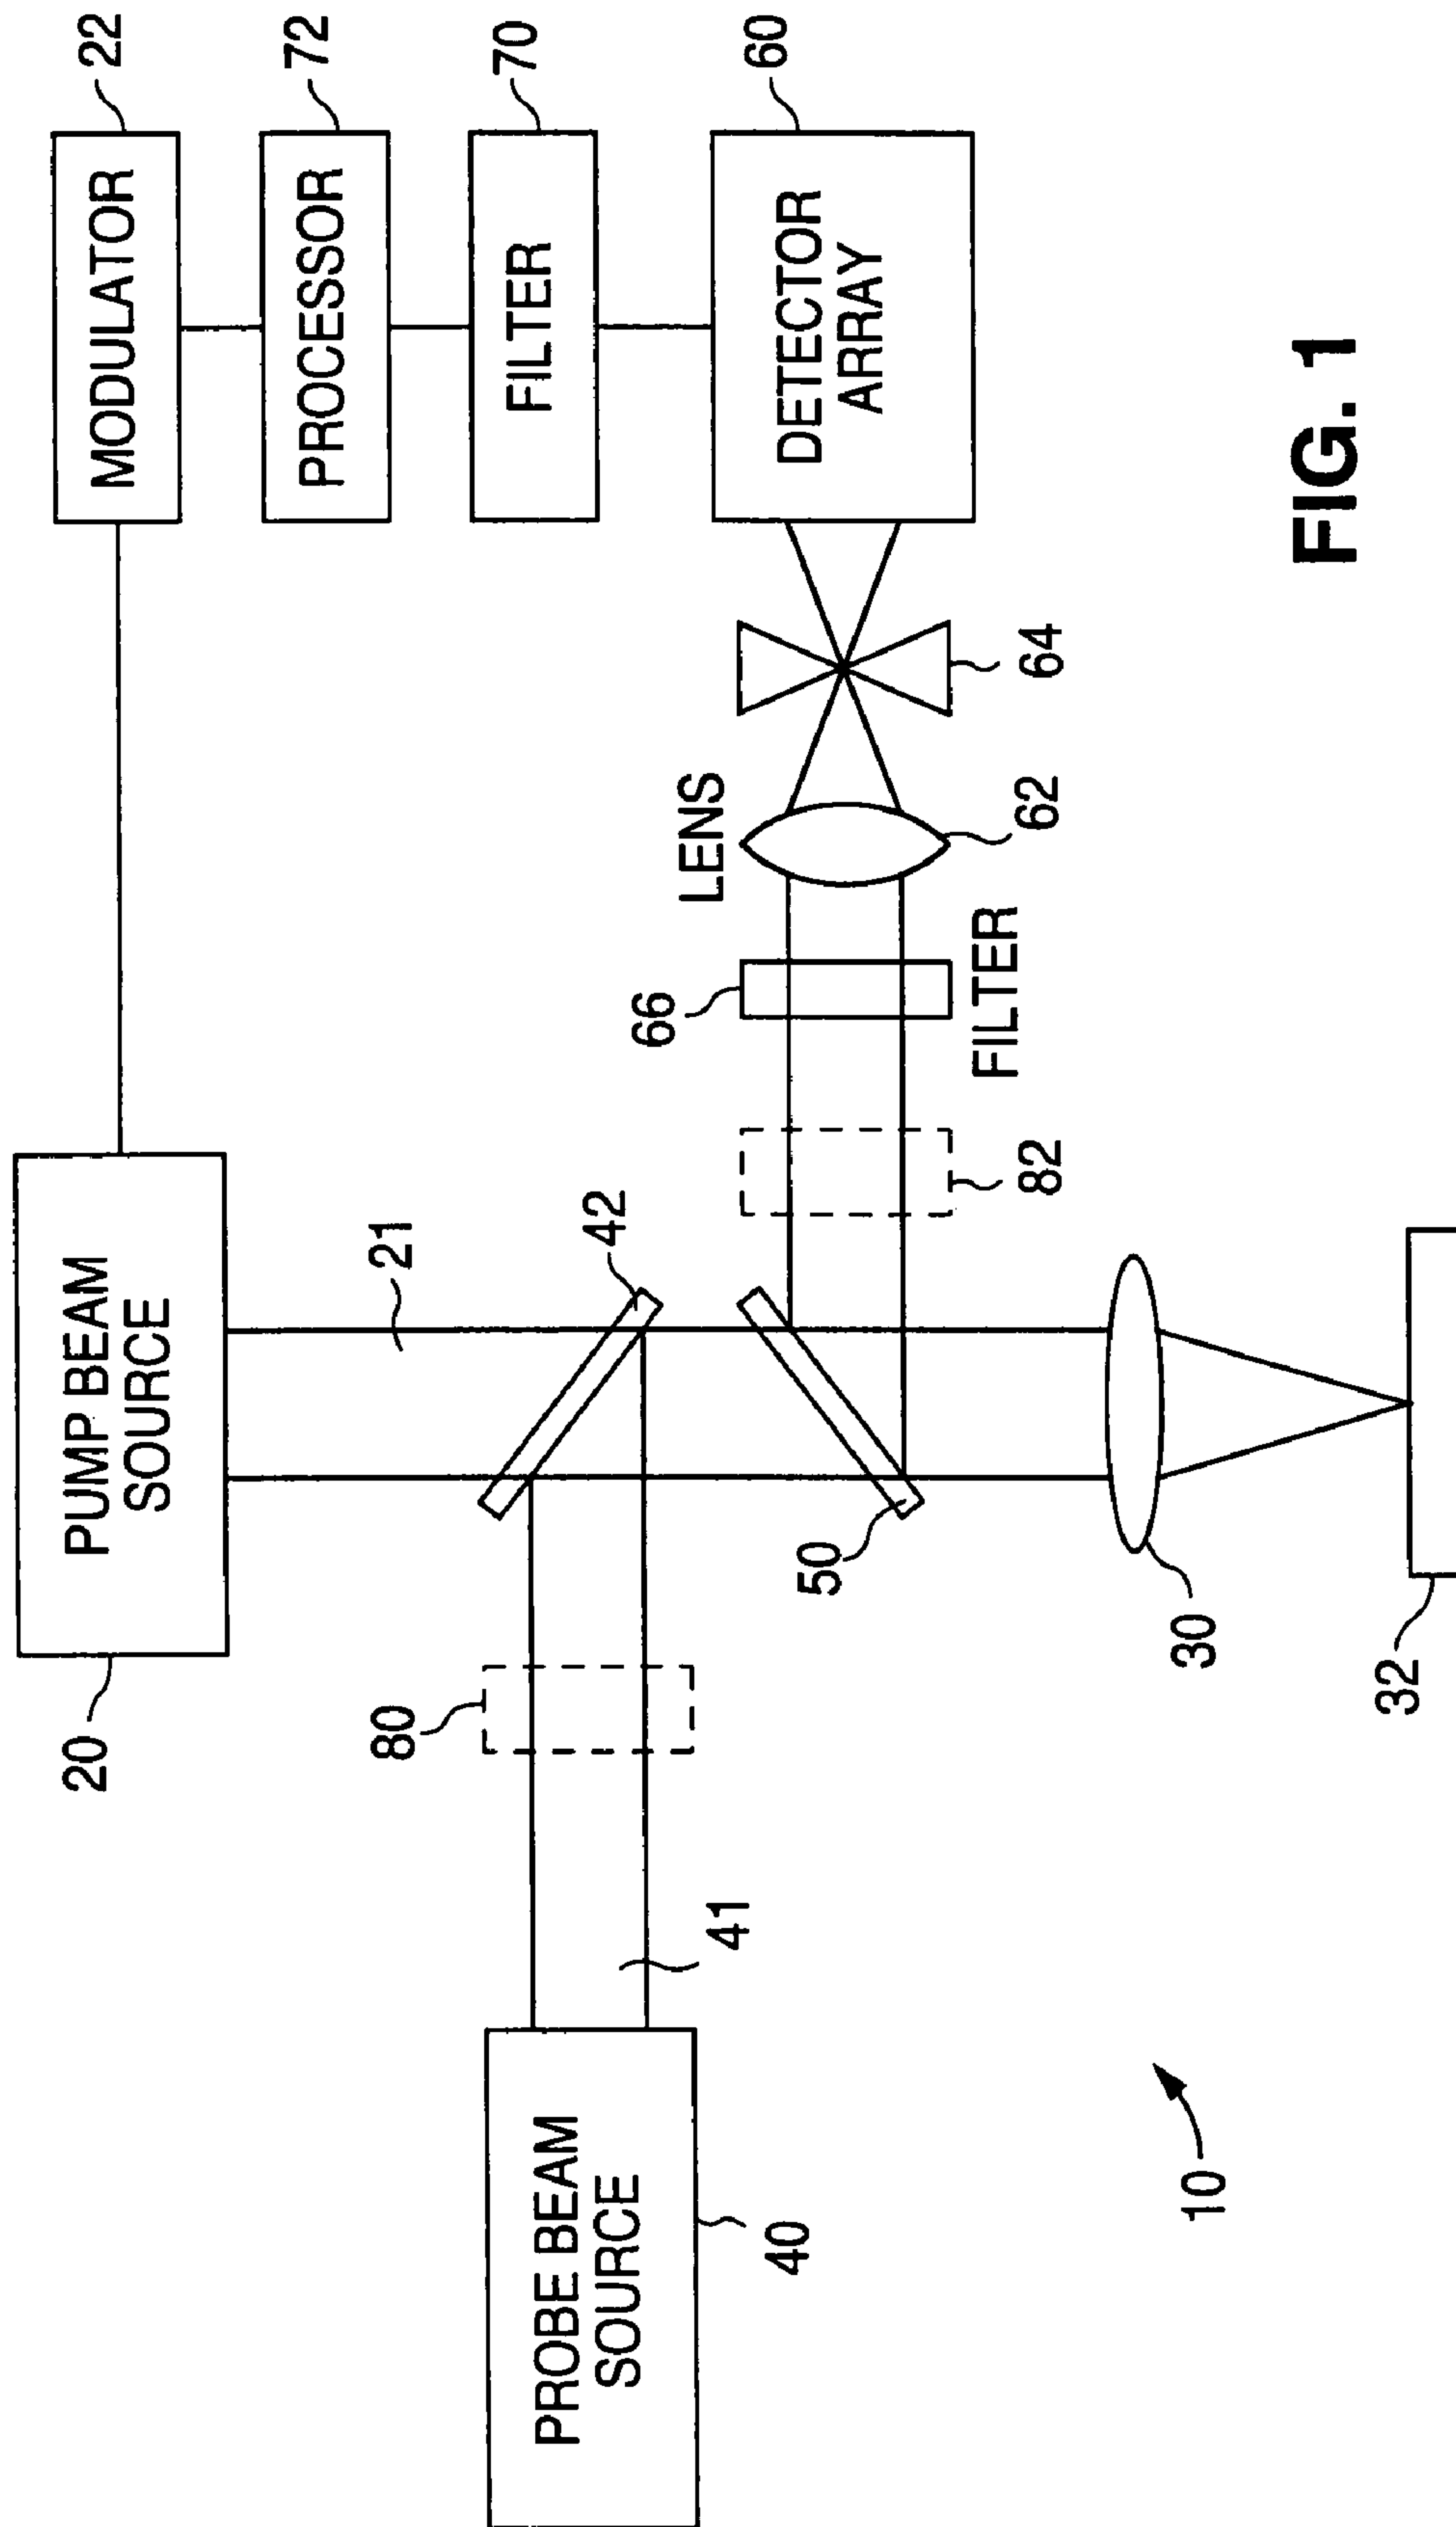 PUMP BEAM
SOURCE
20
21
MODULATOR
22
PROCESSOR
72
FILTER
70
DETECTOR
ARRAY
60
PROBE BEAM
SOURCE
40
41
80
42
50
82
66
FILTER
LENS
62
64
30
32
10
FIG. 1